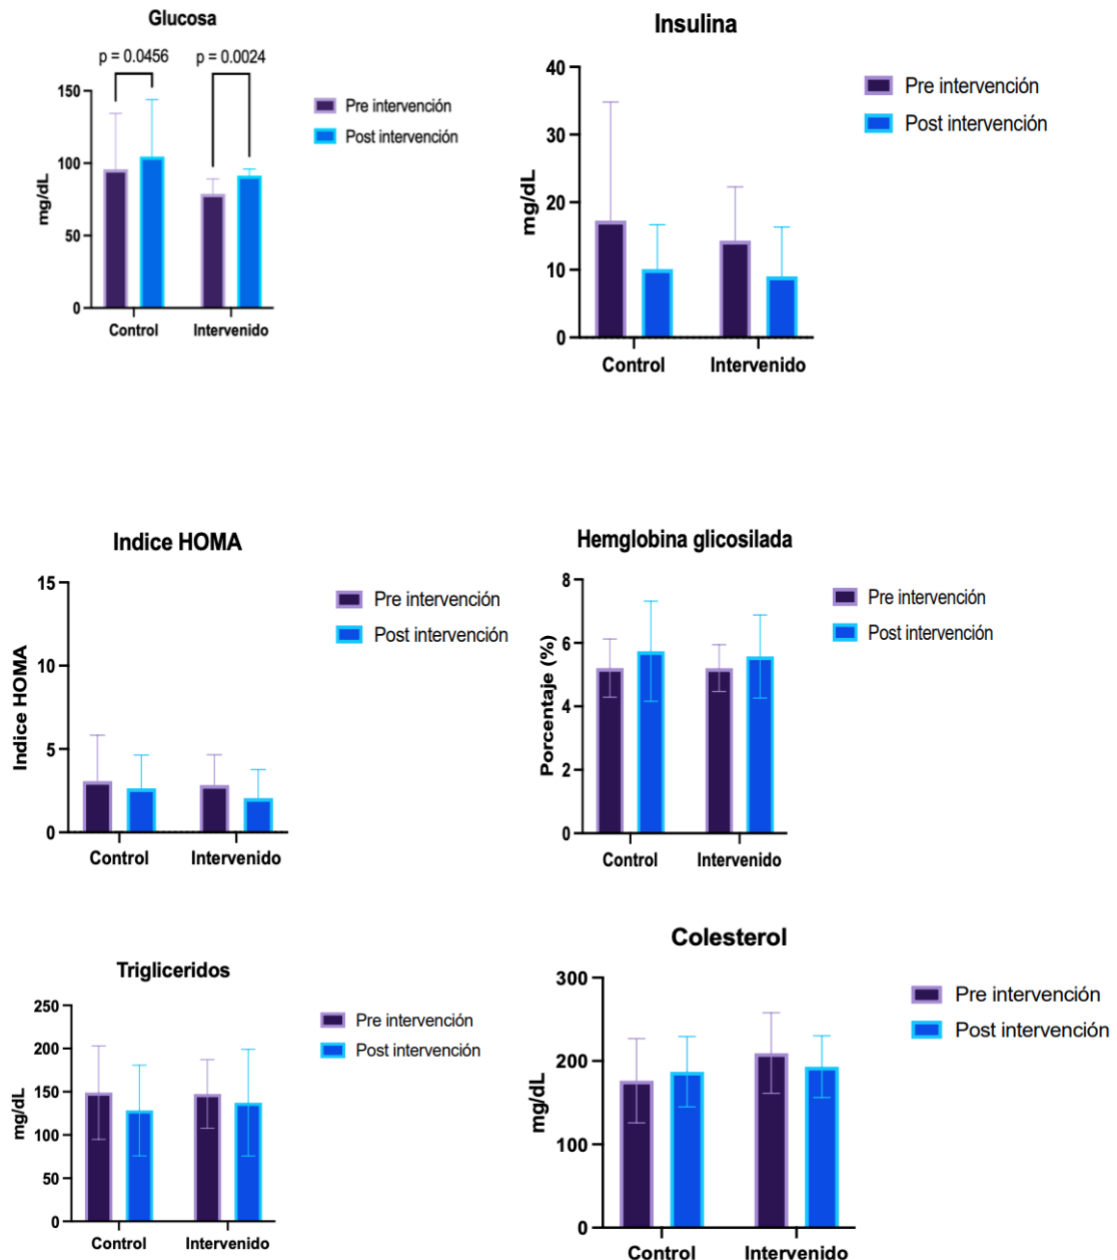 Glucosa
p = 0.0456
p = 0.0024
150
100
50
0
mg/dL
Control
Intervenido
Pre intervención
Post intervención
Insulina
40
30
20
10
0
mg/dL
Control
Intervenido
Pre intervención
Post intervención
Indice HOMA
15
10
5
0
Indice HOMA
Control
Intervenido
Pre intervención
Post intervención
Hemglobina glicosilada
8
6
4
2
0
Porcentaje (%)
Control
Intervenido
Pre intervención
Post intervención
Trigliceridos
250
200
150
100
50
0
mg/dL
Control
Intervenido
Pre intervención
Post intervención
Colesterol
300
200
100
0
mg/dL
Control
Intervenido
Pre intervención
Post intervención